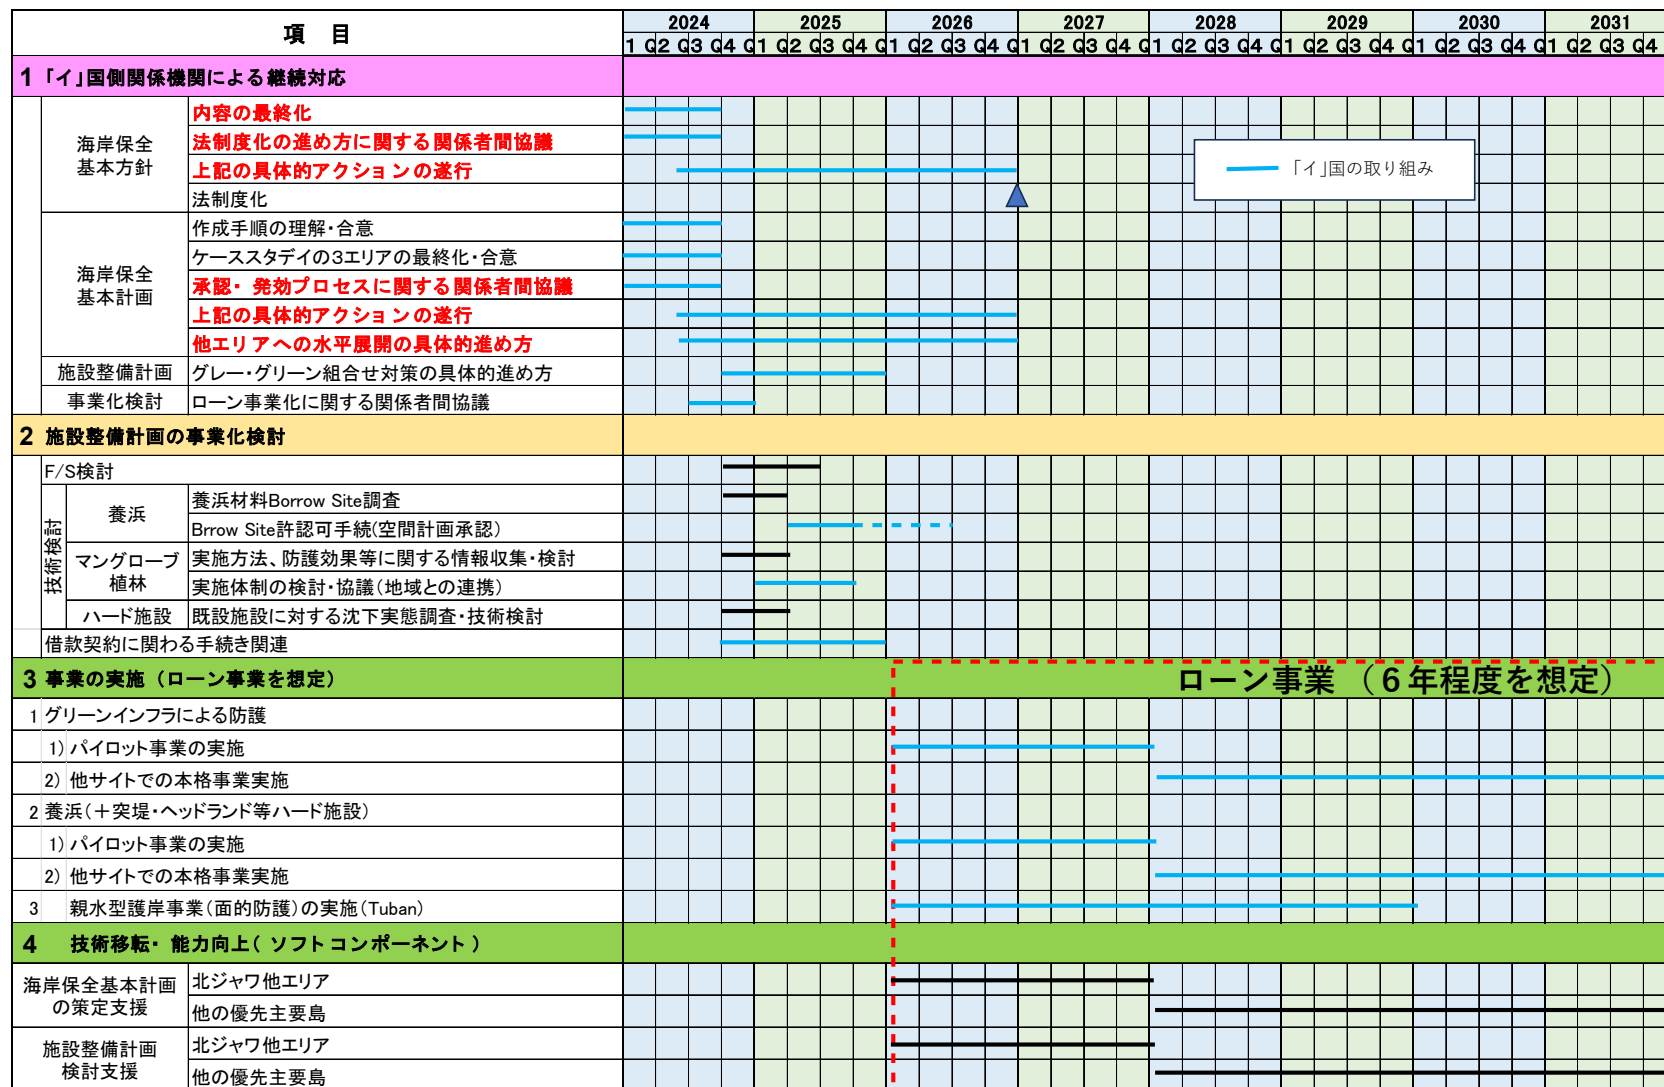 項 目
2024 2025 2026 2027 2028 2029 2030 2031
1 Q2 Q3 Q4 Q1 Q2 Q3 Q4 Q1 Q2 Q3 Q4 Q1 Q2 Q3 Q4 Q1 Q2 Q3 Q4 Q1 Q2 Q3 Q4 Q1 Q2 Q3 Q4 Q1 Q2 Q3 Q4
1 「イ」国側関係機関による継続対応
海岸保全
基本方針
内容の最終化
法制度化の進め方に関する関係者間協議
上記の具体的アクションの遂行
法制度化
「イ」国の取り組み
海岸保全
基本計画
作成手順の理解・合意
ケーススタデイの3エリアの最終化・合意
承認・発効プロセスに関する関係者間協議
上記の具体的アクションの遂行
他エリアへの水平展開の具体的進め方
施設整備計画 グレー・グリーン組合せ対策の具体的進め方
事業化検討 ローン事業化に関する関係者間協議
2 施設整備計画の事業化検討
F/S検討
技術検討
養浜
養浜材料Borrow Site調査
Brrow Site許認可手続(空間計画承認)
マングローブ
植林
実施方法、防護効果等に関する情報収集・検討
実施体制の検討・協議(地域との連携)
ハード施設 既設施設に対する沈下実態調査・技術検討
借款契約に関わる手続き関連
3 事業の実施(ローン事業を想定)
ローン事業 (6年程度を想定)
1 グリーンインフラによる防護
1) パイロット事業の実施
2) 他サイトでの本格事業実施
2 養浜(+突堤・ヘッドランド等ハード施設)
1) パイロット事業の実施
2) 他サイトでの本格事業実施
3 親水型護岸事業(面的防護)の実施(Tuban)
4 技術移転・能力向上(ソフトコンポーネント)
海岸保全基本計画
の策定支援
北ジャワ他エリア
他の優先主要島
施設整備計画
検討支援
北ジャワ他エリア
他の優先主要島